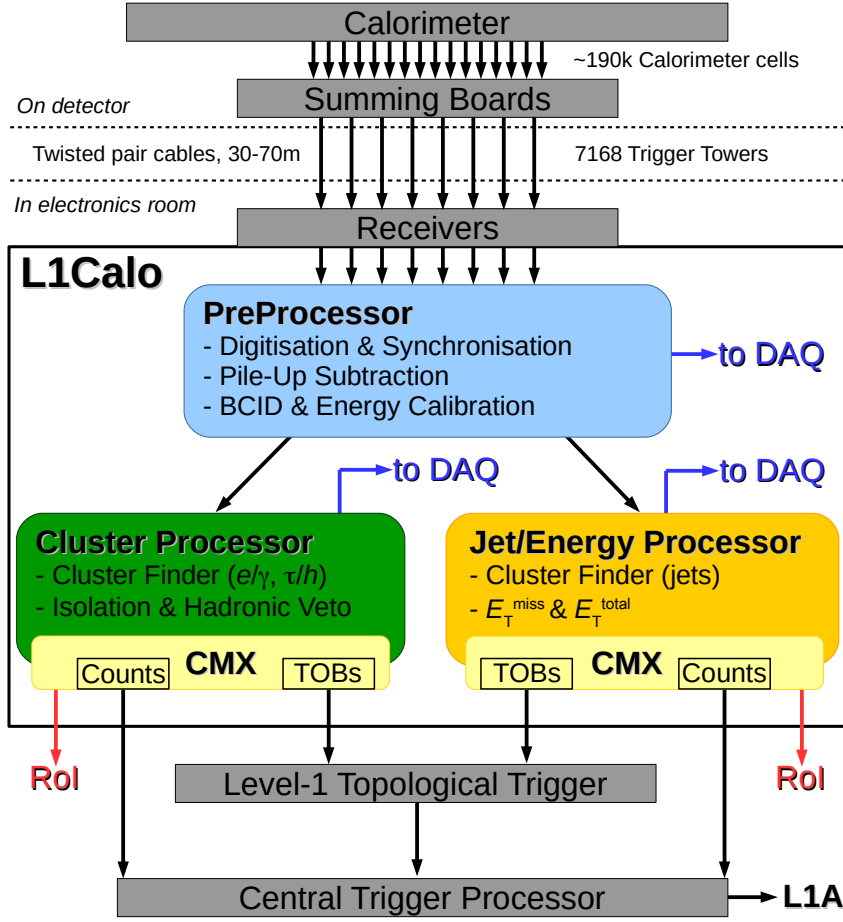 Calorimeter
~190k Calorimeter cells
Summing Boards
On detector
Twisted pair cables, 30-70m
7168 Trigger Towers
In electronics room
Receivers
L1Calo
PreProcessor
- Digitisation & Synchronisation
- Pile-Up Subtraction
- BCID & Energy Calibration
to DAQ
to DAQ
to DAQ
Cluster Processor
- Cluster Finder (e/γ, τ/h)
- Isolation & Hadronic Veto
CMX
Counts
TOBs
Jet/Energy Processor
- Cluster Finder (jets)
- E_T^miss & E_T^total
CMX
TOBs
Counts
RoI
RoI
Level-1 Topological Trigger
Central Trigger Processor
L1A